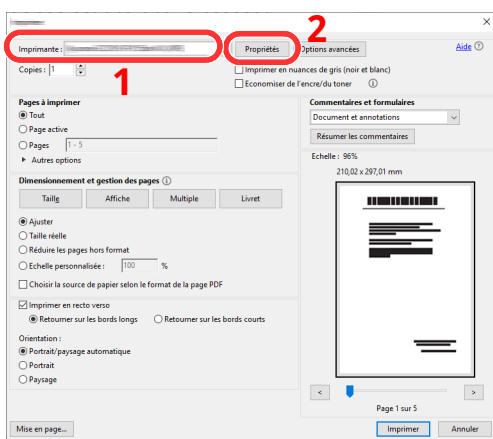 2
Imprimante :
Propriétés
Options avancées
Aide
1
Copies : 1
Imprimer en nuances de gris (noir et blanc)
Economiser de l'encre/du toner
Pages à imprimer
Tout
Page active
Pages 1 - 5
Autres options
Dimensionnement et gestion des pages
Taille
Affiche
Multiple
Livret
Ajuster
Taille réelle
Réduire les pages hors format
Echelle personnalisée : 100 %
Choisir la source de papier selon le format de la page PDF
Imprimer en recto verso
Retourner sur les bords longs
Retourner sur les bords courts
Orientation :
Portrait/paysage automatique
Portrait
Paysage
Commentaires et formulaires
Document et annotations
Résumer les commentaires
Echelle : 96%
210,02 x 297,01 mm
<
>
Page 1 sur 5
Mise en page...
Imprimer
Annuler